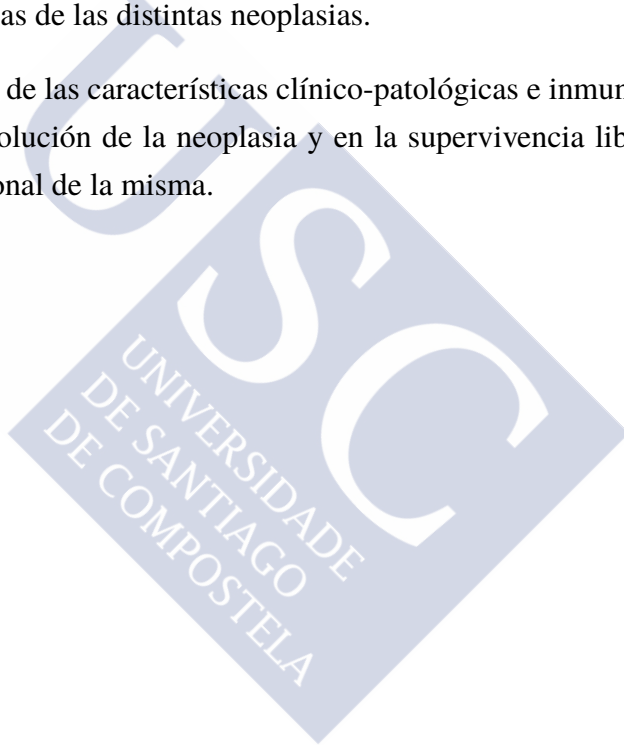 as de las distintas neoplasias.
de las características clínico-patológicas e inmun
olución de la neoplasia y en la supervivencia lib
onal de la misma.
USC
UNIVERSIDADE
DE SANTIAGO
DE COMPOSTELA